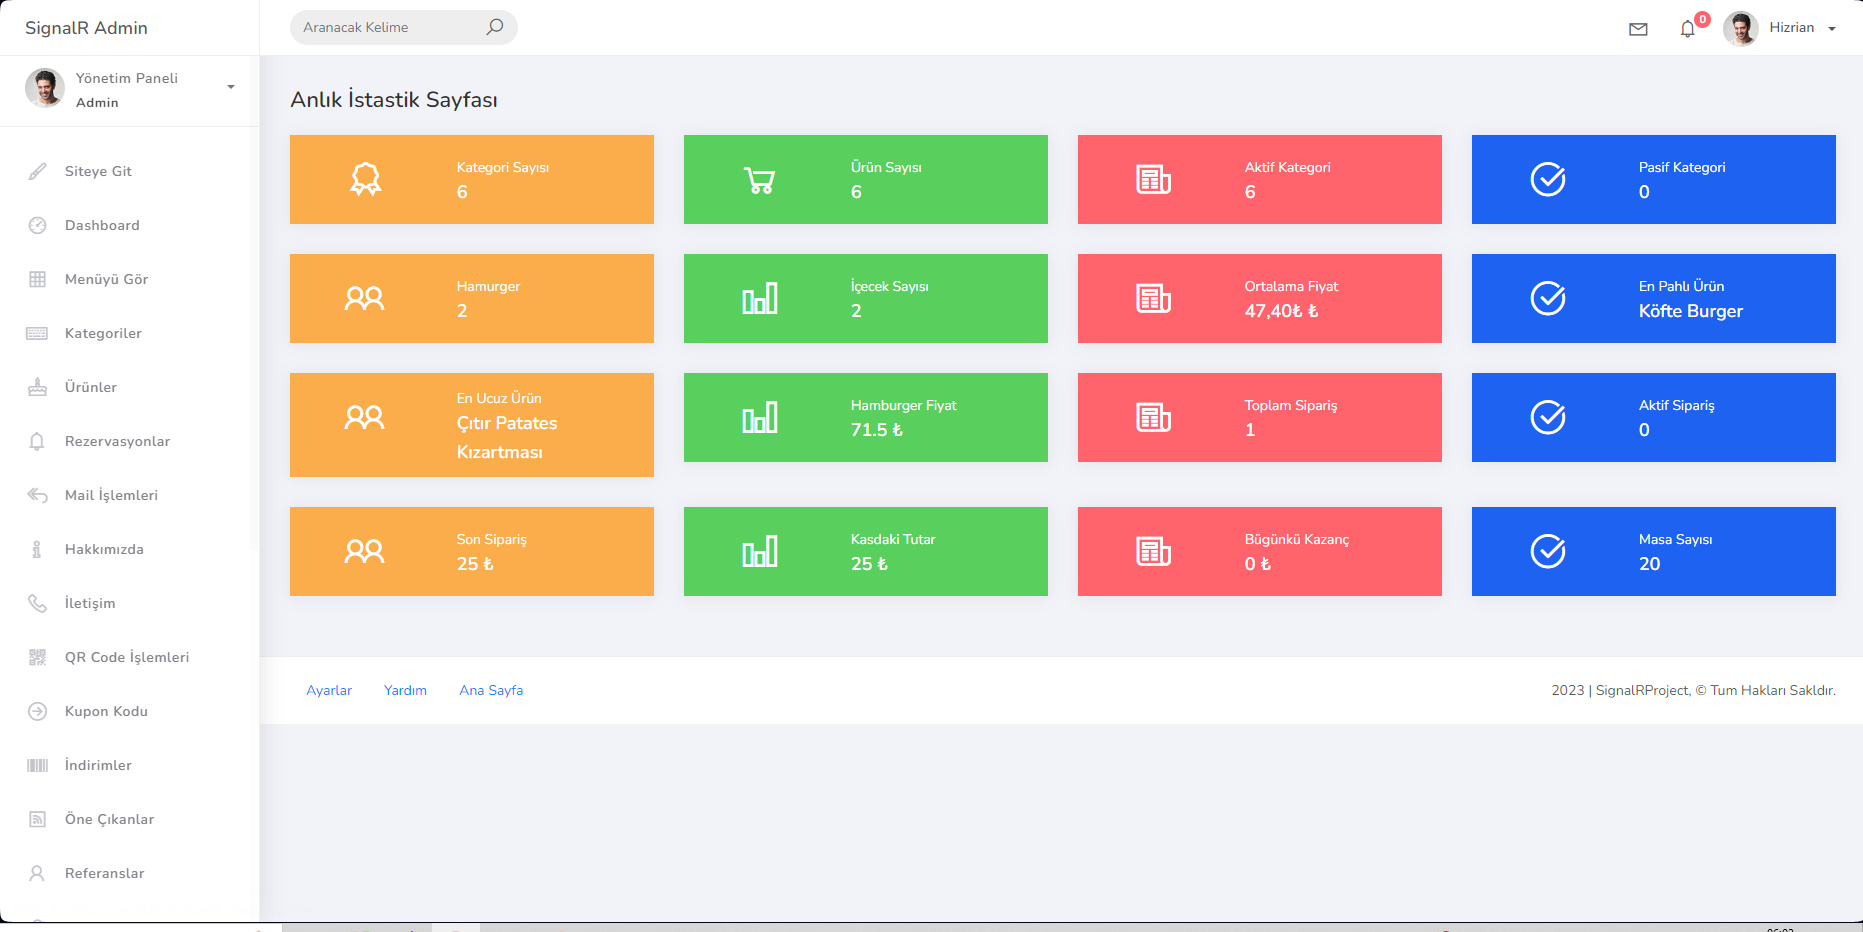 SignalR Admin
Aranacak Kelime
0
Hizrian
Yönetim Paneli
Admin
Siteye Git
Dashboard
Menüyü Gör
Kategoriler
Ürünler
Rezervasyonlar
Mail İşlemleri
Hakkımızda
İletişim
QR Code İşlemleri
Kupon Kodu
İndirimler
Öne Çıkanlar
Referanslar
Anlık İstastik Sayfası
Kategori Sayısı
6
Ürün Sayısı
6
Aktif Kategori
6
Pasif Kategori
0
Hamurger
2
İçecek Sayısı
2
Ortalama Fiyat
47,40₺ ₺
En Pahlı Ürün
Köfte Burger
En Ucuz Ürün
Çıtır Patates
Kızartması
Hamburger Fiyat
71.5 ₺
Toplam Sipariş
1
Aktif Sipariş
0
Son Sipariş
25 ₺
Kasdaki Tutar
25 ₺
Bügünkü Kazanç
0 ₺
Masa Sayısı
20
Ayarlar
Yardım
Ana Sayfa
2023 | SignalRProject, © Tum Hakları Sakldır.